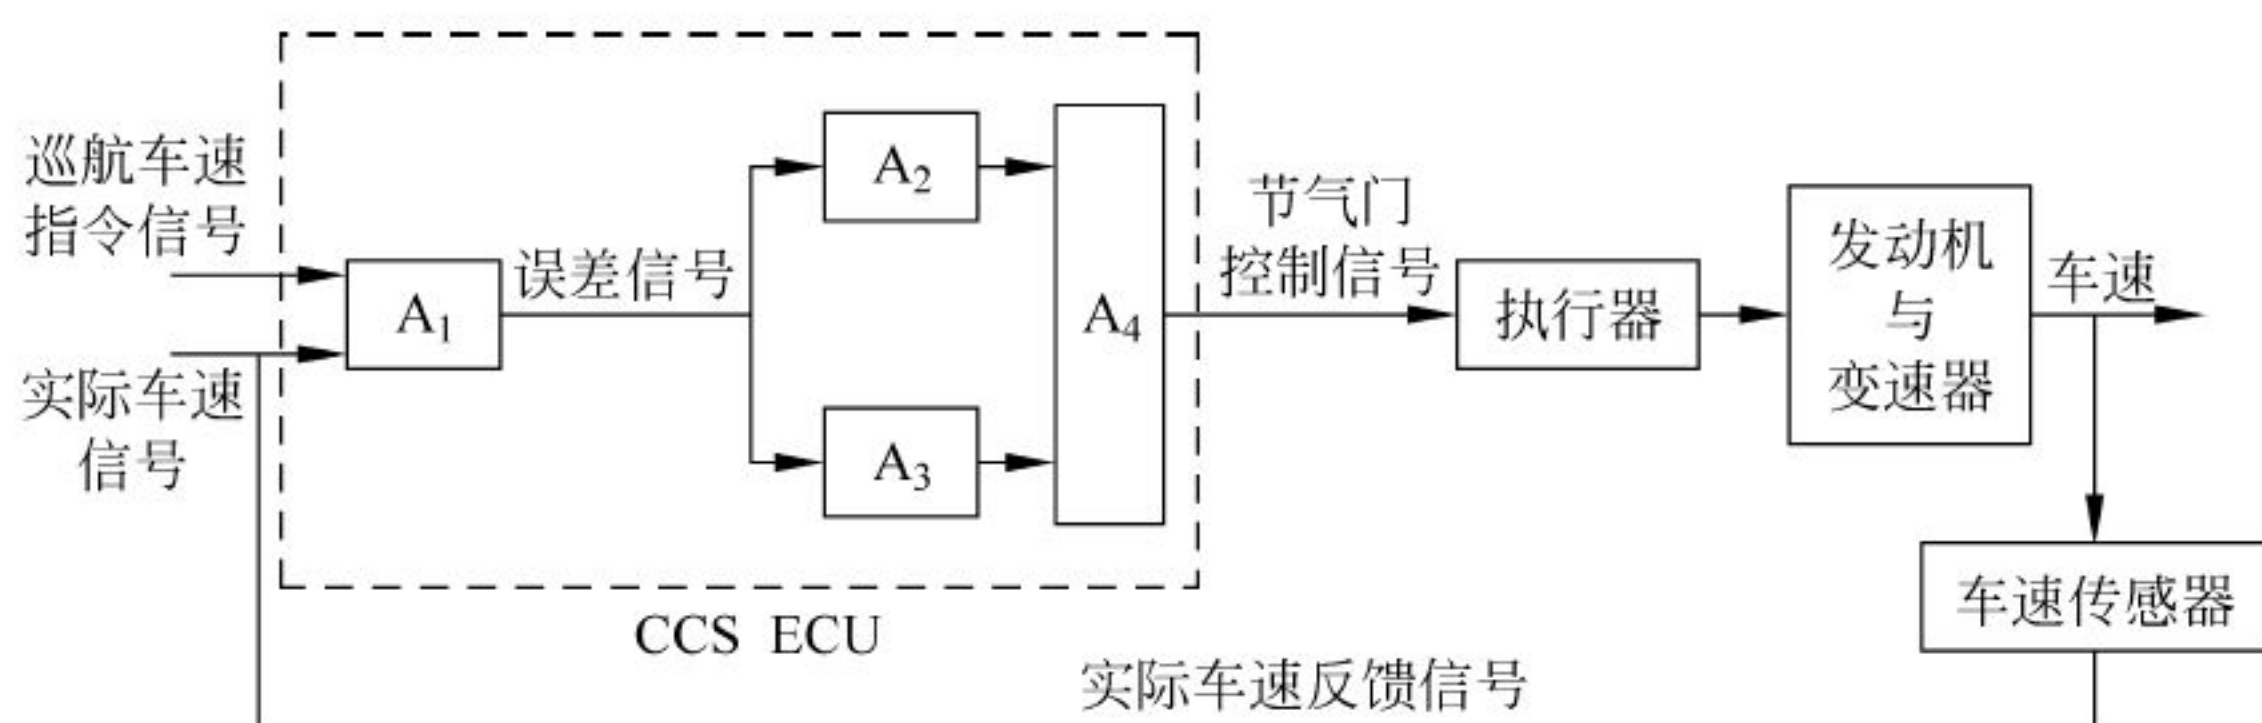 巡航车速
指令信号
实际车速
信号
A₁
误差信号
A₂
A₃
A₄
CCS ECU
节气门
控制信号
执行器
发动机
与
变速器
车速
车速传感器
实际车速反馈信号